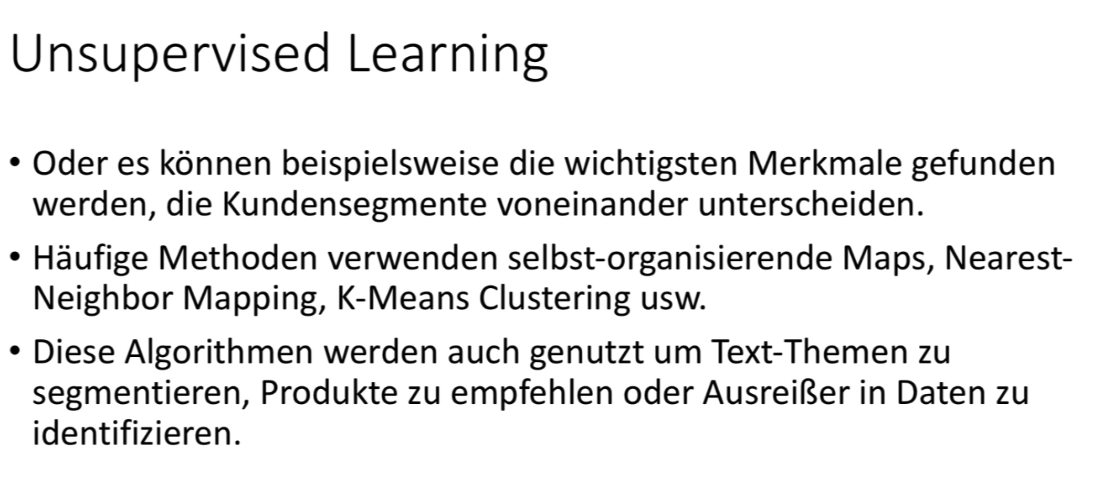 Unsupervised Learning
• Oder es können beispielsweise die wichtigsten Merkmale gefunden
werden, die Kundensegmente voneinander unterscheiden.
• Häufige Methoden verwenden selbst-organisierende Maps, Nearest-
Neighbor Mapping, K-Means Clustering usw.
• Diese Algorithmen werden auch genutzt um Text-Themen zu
segmentieren, Produkte zu empfehlen oder Ausreißer in Daten zu
identifizieren.